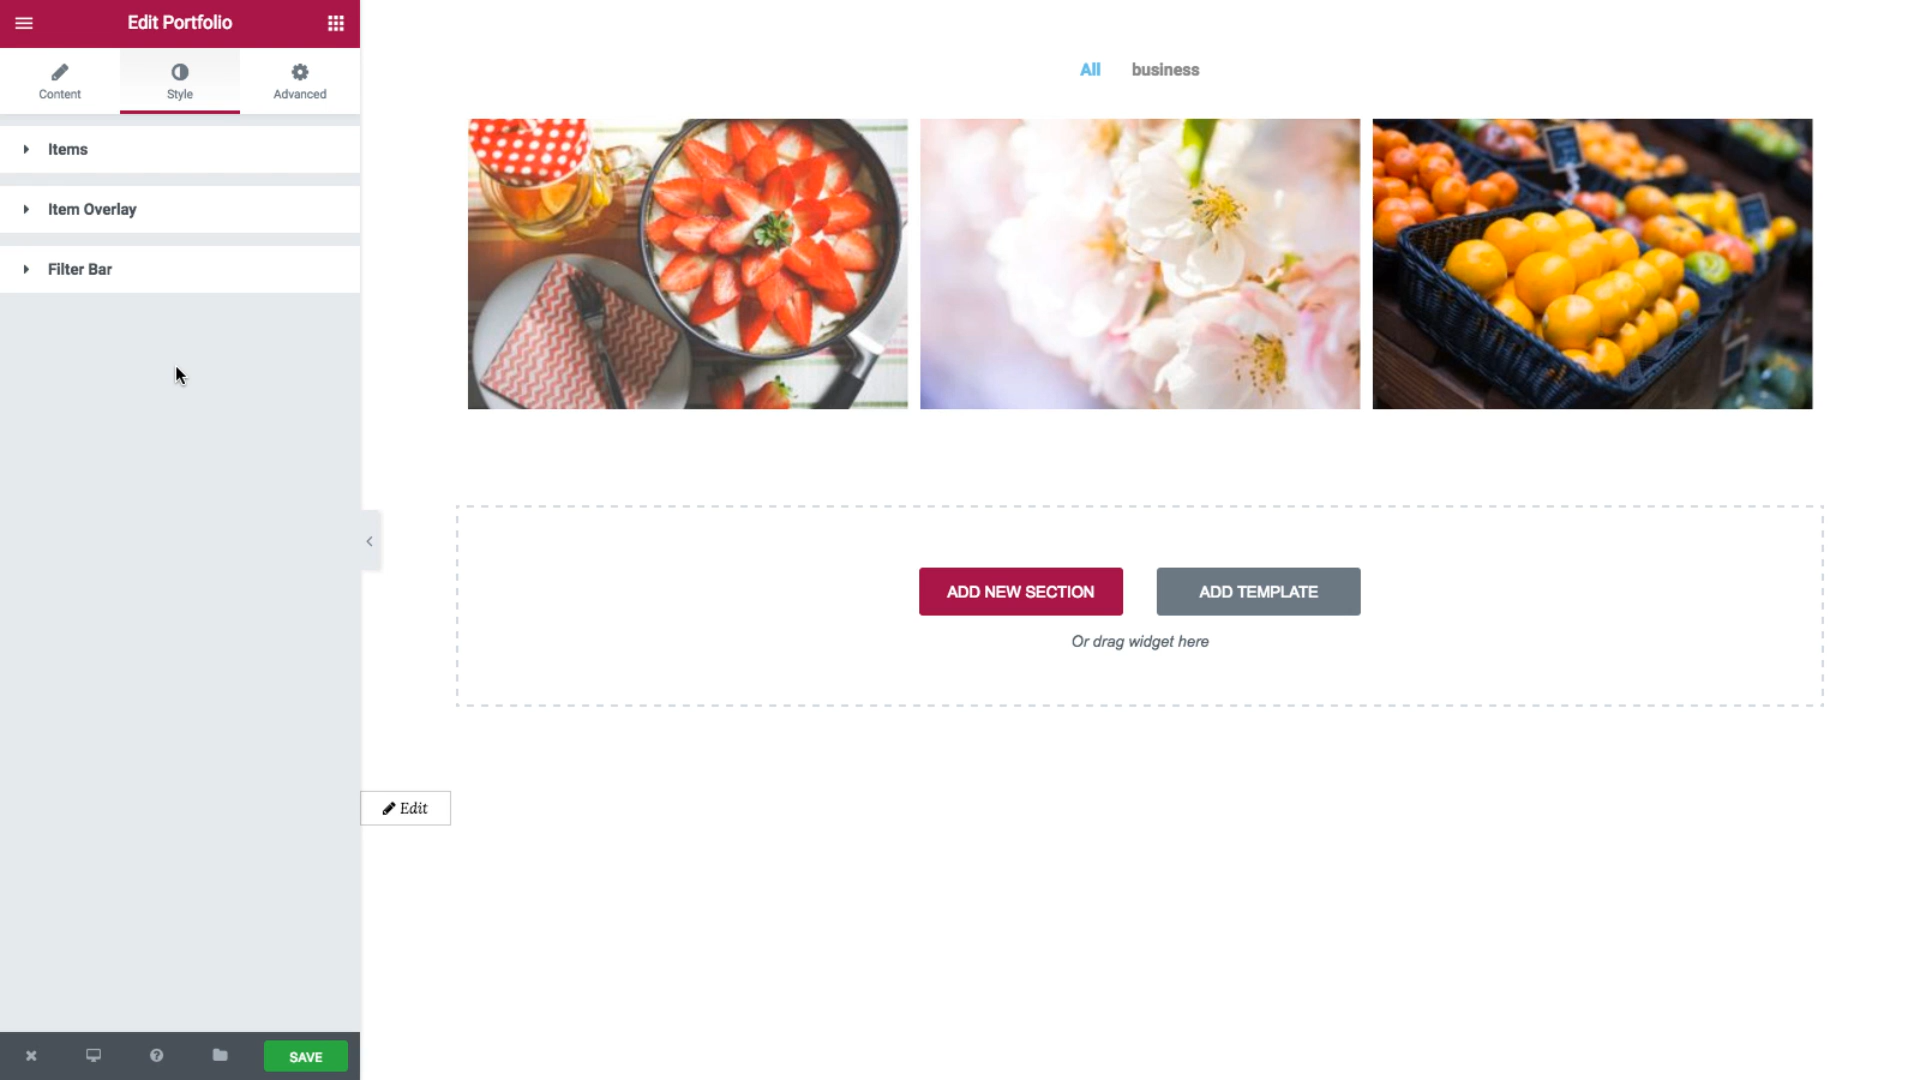 Edit Portfolio
Content
Style
Advanced
Items
Item Overlay
Filter Bar
All
business
ADD NEW SECTION
ADD TEMPLATE
Or drag widget here
Edit
SAVE